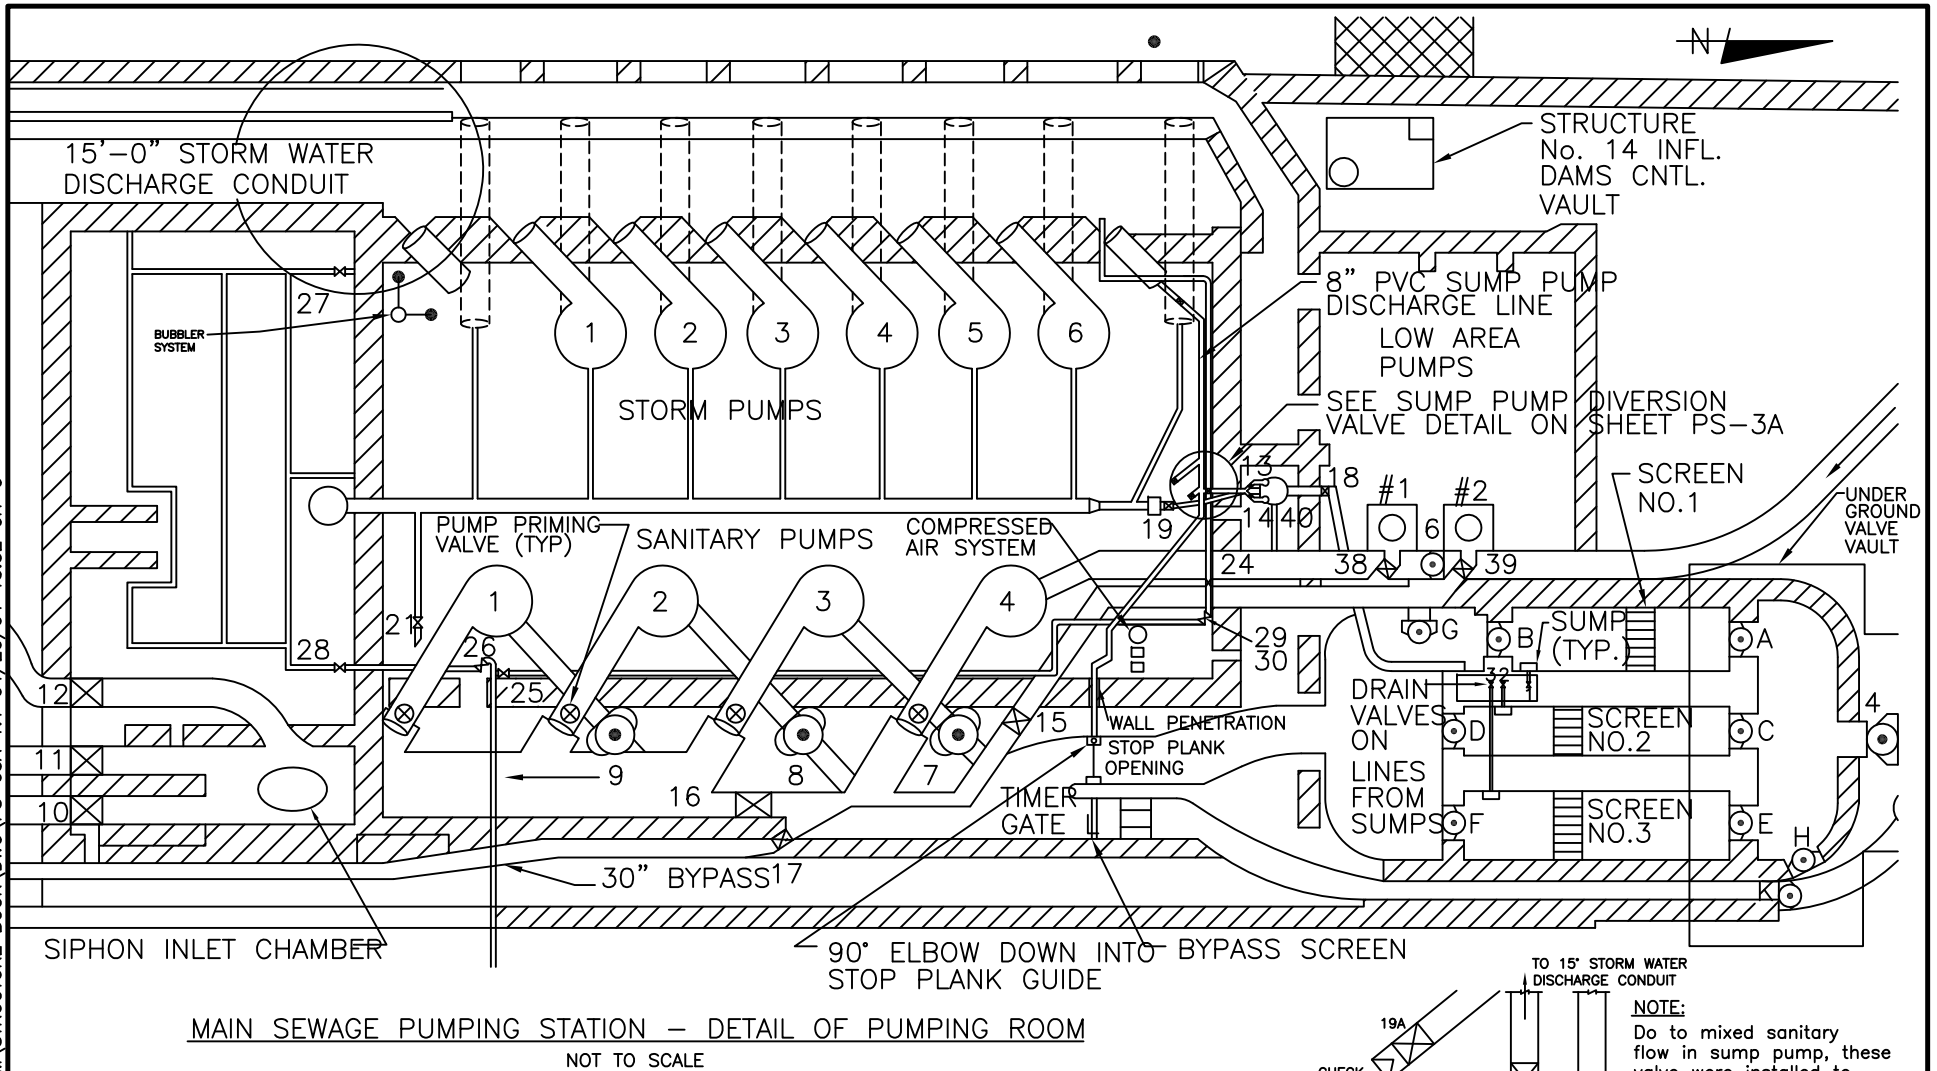 N
STRUCTURE
No. 14 INFL.
DAMS CNTL.
VAULT
15'-0" STORM WATER
DISCHARGE CONDUIT
27
BUBBLER
SYSTEM
1
2
3
4
5
6
8" PVC SUMP PUMP
DISCHARGE LINE
LOW AREA
PUMPS
STORM PUMPS
SEE SUMP PUMP DIVERSION
VALVE DETAIL ON SHEET PS-3A
13
18
#1
#2
SCREEN
NO.1
UNDER
GROUND
VALVE
VAULT
PUMP PRIMING
VALVE (TYP)
SANITARY PUMPS
COMPRESSED
AIR SYSTEM
19
14
40
6
24
38
39
1
2
3
4
21
26
28
25
29
30
G
B
SUMP
(TYP.)
A
32
12
DRAIN
VALVES
ON
LINES
FROM
SUMPS
D
SCREEN
NO.2
C
4
15
WALL PENETRATION
STOP PLANK
OPENING
11
9
8
7
10
16
TIMER
GATE L
F
SCREEN
NO.3
E
H
30" BYPASS
17
SIPHON INLET CHAMBER
90° ELBOW DOWN INTO
STOP PLANK GUIDE
BYPASS SCREEN
TO 15' STORM WATER
DISCHARGE CONDUIT
MAIN SEWAGE PUMPING STATION - DETAIL OF PUMPING ROOM
NOT TO SCALE
19A
CHECK
NOTE:
Do to mixed sanitary
flow in sump pump, these
valve were installed to